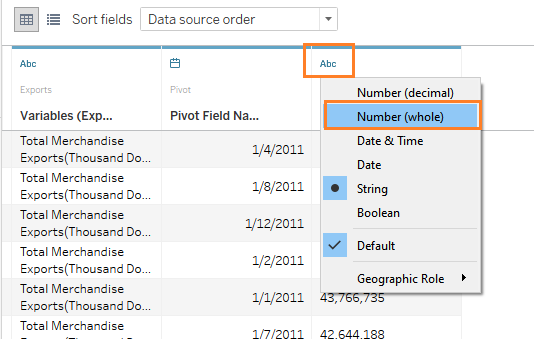 Sort fields Data source order
Abc Abc
Exports Pivot
Variables (Exp... Pivot Field Na...
Number (decimal)
Number (whole)
Date & Time
Date
String
Boolean
Default
Geographic Role
Total Merchandise
Exports(Thousand Do... 1/4/2011
Total Merchandise
Exports(Thousand Do... 1/8/2011
Total Merchandise
Exports(Thousand Do... 1/12/2011
Total Merchandise
Exports(Thousand Do... 1/2/2011
Total Merchandise
Exports(Thousand Do... 1/1/2011 43,766,735
Total Merchandise
Exports(Thousand Do... 1/7/2011 42,644,188